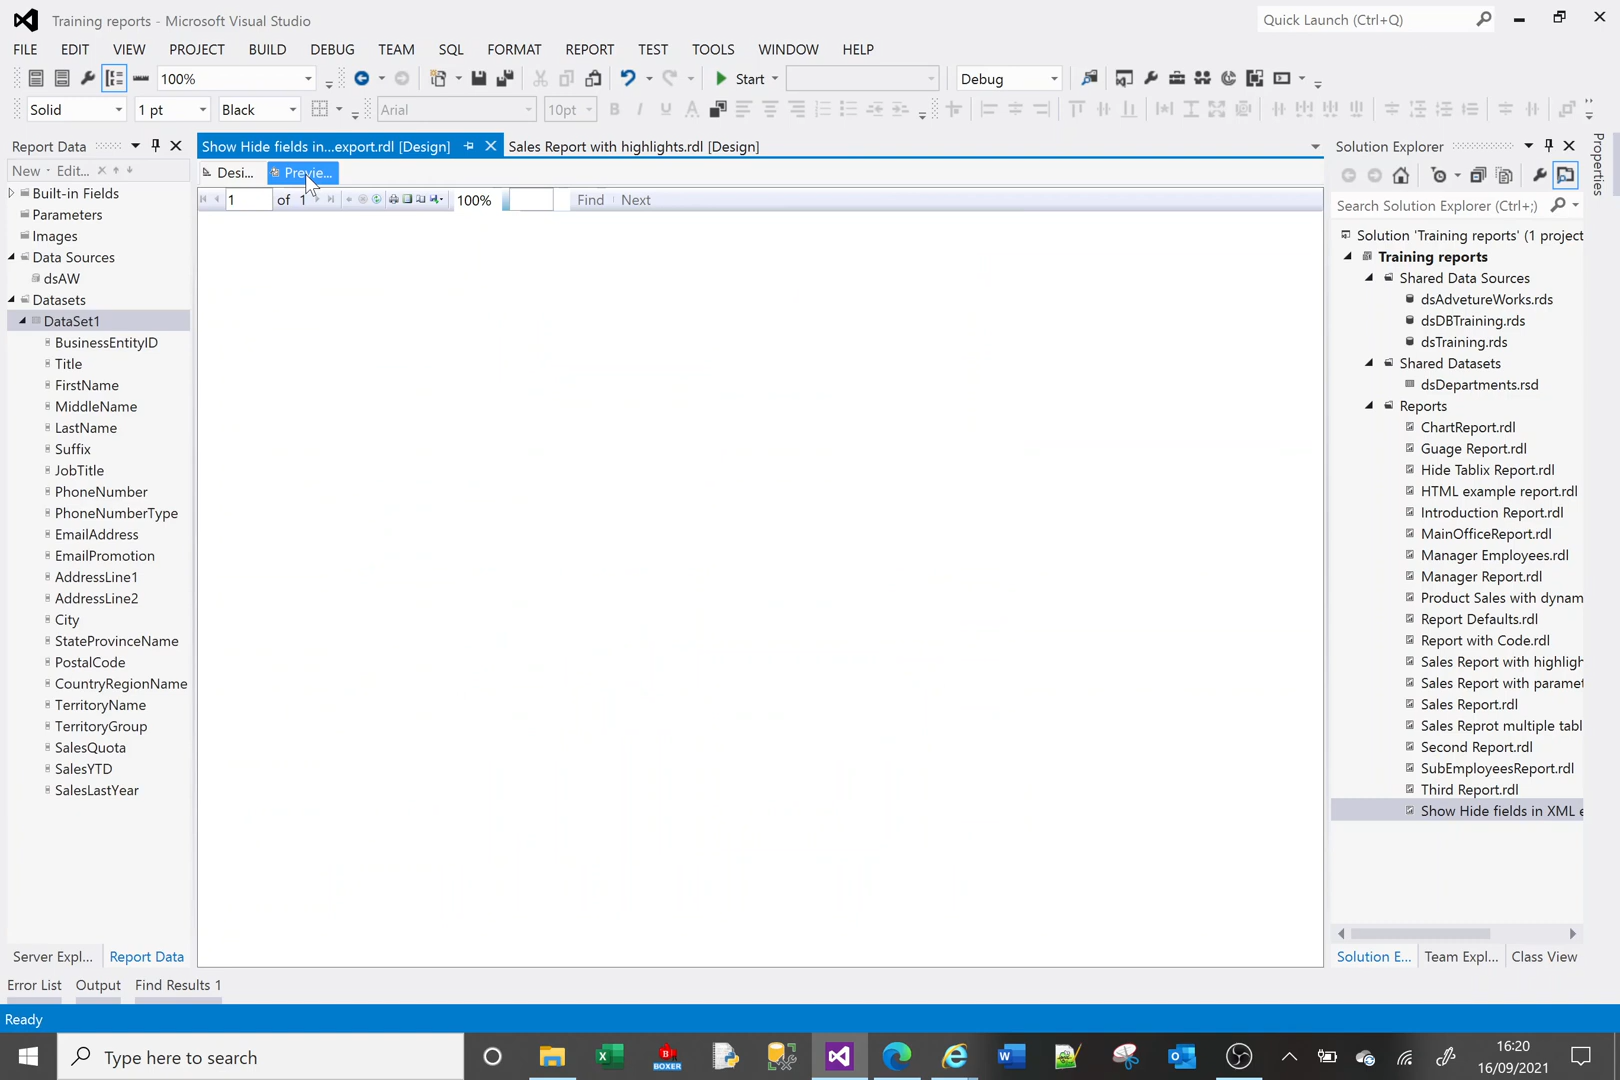 Training reports - Microsoft Visual Studio
Quick Launch (Ctrl+Q)
FILE EDIT VIEW PROJECT BUILD DEBUG TEAM SQL FORMAT REPORT TEST TOOLS WINDOW HELP
100% Start Debug
Solid 1 pt Black Arial 10pt B I U A
Report Data
New Edit...
Built-in Fields
Parameters
Images
Data Sources
dsAW
Datasets
DataSet1
BusinessEntityID
Title
FirstName
MiddleName
LastName
Suffix
JobTitle
PhoneNumber
PhoneNumberType
EmailAddress
EmailPromotion
AddressLine1
AddressLine2
City
StateProvinceName
PostalCode
CountryRegionName
TerritoryName
TerritoryGroup
SalesQuota
SalesYTD
SalesLastYear
Server Expl... Report Data
Show Hide fields in...export.rdl [Design] Sales Report with highlights.rdl [Design]
Desi... Previe...
1 of 1 100% Find Next
Solution Explorer
Search Solution Explorer (Ctrl+;)
Solution 'Training reports' (1 project
Training reports
Shared Data Sources
dsAdvetureWorks.rds
dsDBTraining.rds
dsTraining.rds
Shared Datasets
dsDepartments.rsd
Reports
ChartReport.rdl
Guage Report.rdl
Hide Tablix Report.rdl
HTML example report.rdl
Introduction Report.rdl
MainOfficeReport.rdl
Manager Employees.rdl
Manager Report.rdl
Product Sales with dynam
Report Defaults.rdl
Report with Code.rdl
Sales Report with highligh
Sales Report with paramet
Sales Report.rdl
Sales Reprot multiple tabl
Second Report.rdl
SubEmployeesReport.rdl
Third Report.rdl
Show Hide fields in XML e
Solution E... Team Expl... Class View
Properties
Error List Output Find Results 1
Ready
Type here to search
BOXER
16:20
16/09/2021